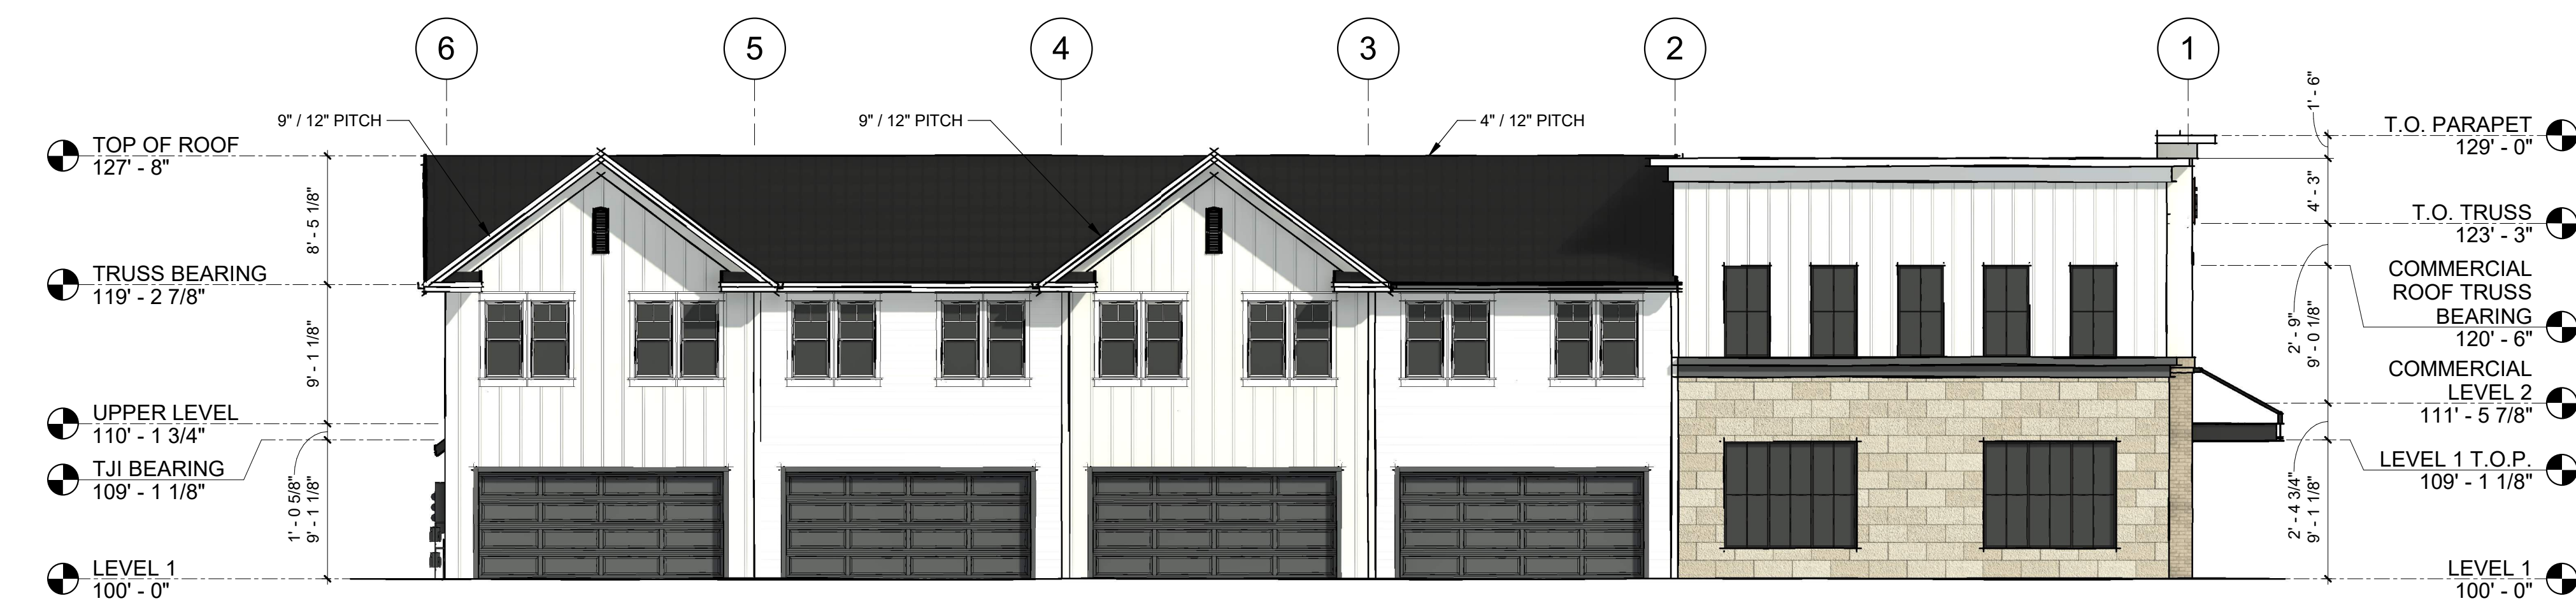 6
5
4
3
2
1
9" / 12" PITCH
9" / 12" PITCH
4" / 12" PITCH
TOP OF ROOF
127' - 8"
8' - 5 1/8"
TRUSS BEARING
119' - 2 7/8"
9' - 1 1/8"
UPPER LEVEL
110' - 1 3/4"
TJI BEARING
109' - 1 1/8"
1' - 0 5/8"
9' - 1 1/8"
LEVEL 1
100' - 0"
1' - 6"
T.O. PARAPET
129' - 0"
4' - 3"
T.O. TRUSS
123' - 3"
COMMERCIAL
ROOF TRUSS
BEARING
120' - 6"
2' - 9"
9' - 0 1/8"
COMMERCIAL
LEVEL 2
111' - 5 7/8"
LEVEL 1 T.O.P.
109' - 1 1/8"
2' - 4 3/4"
9' - 1 1/8"
LEVEL 1
100' - 0"